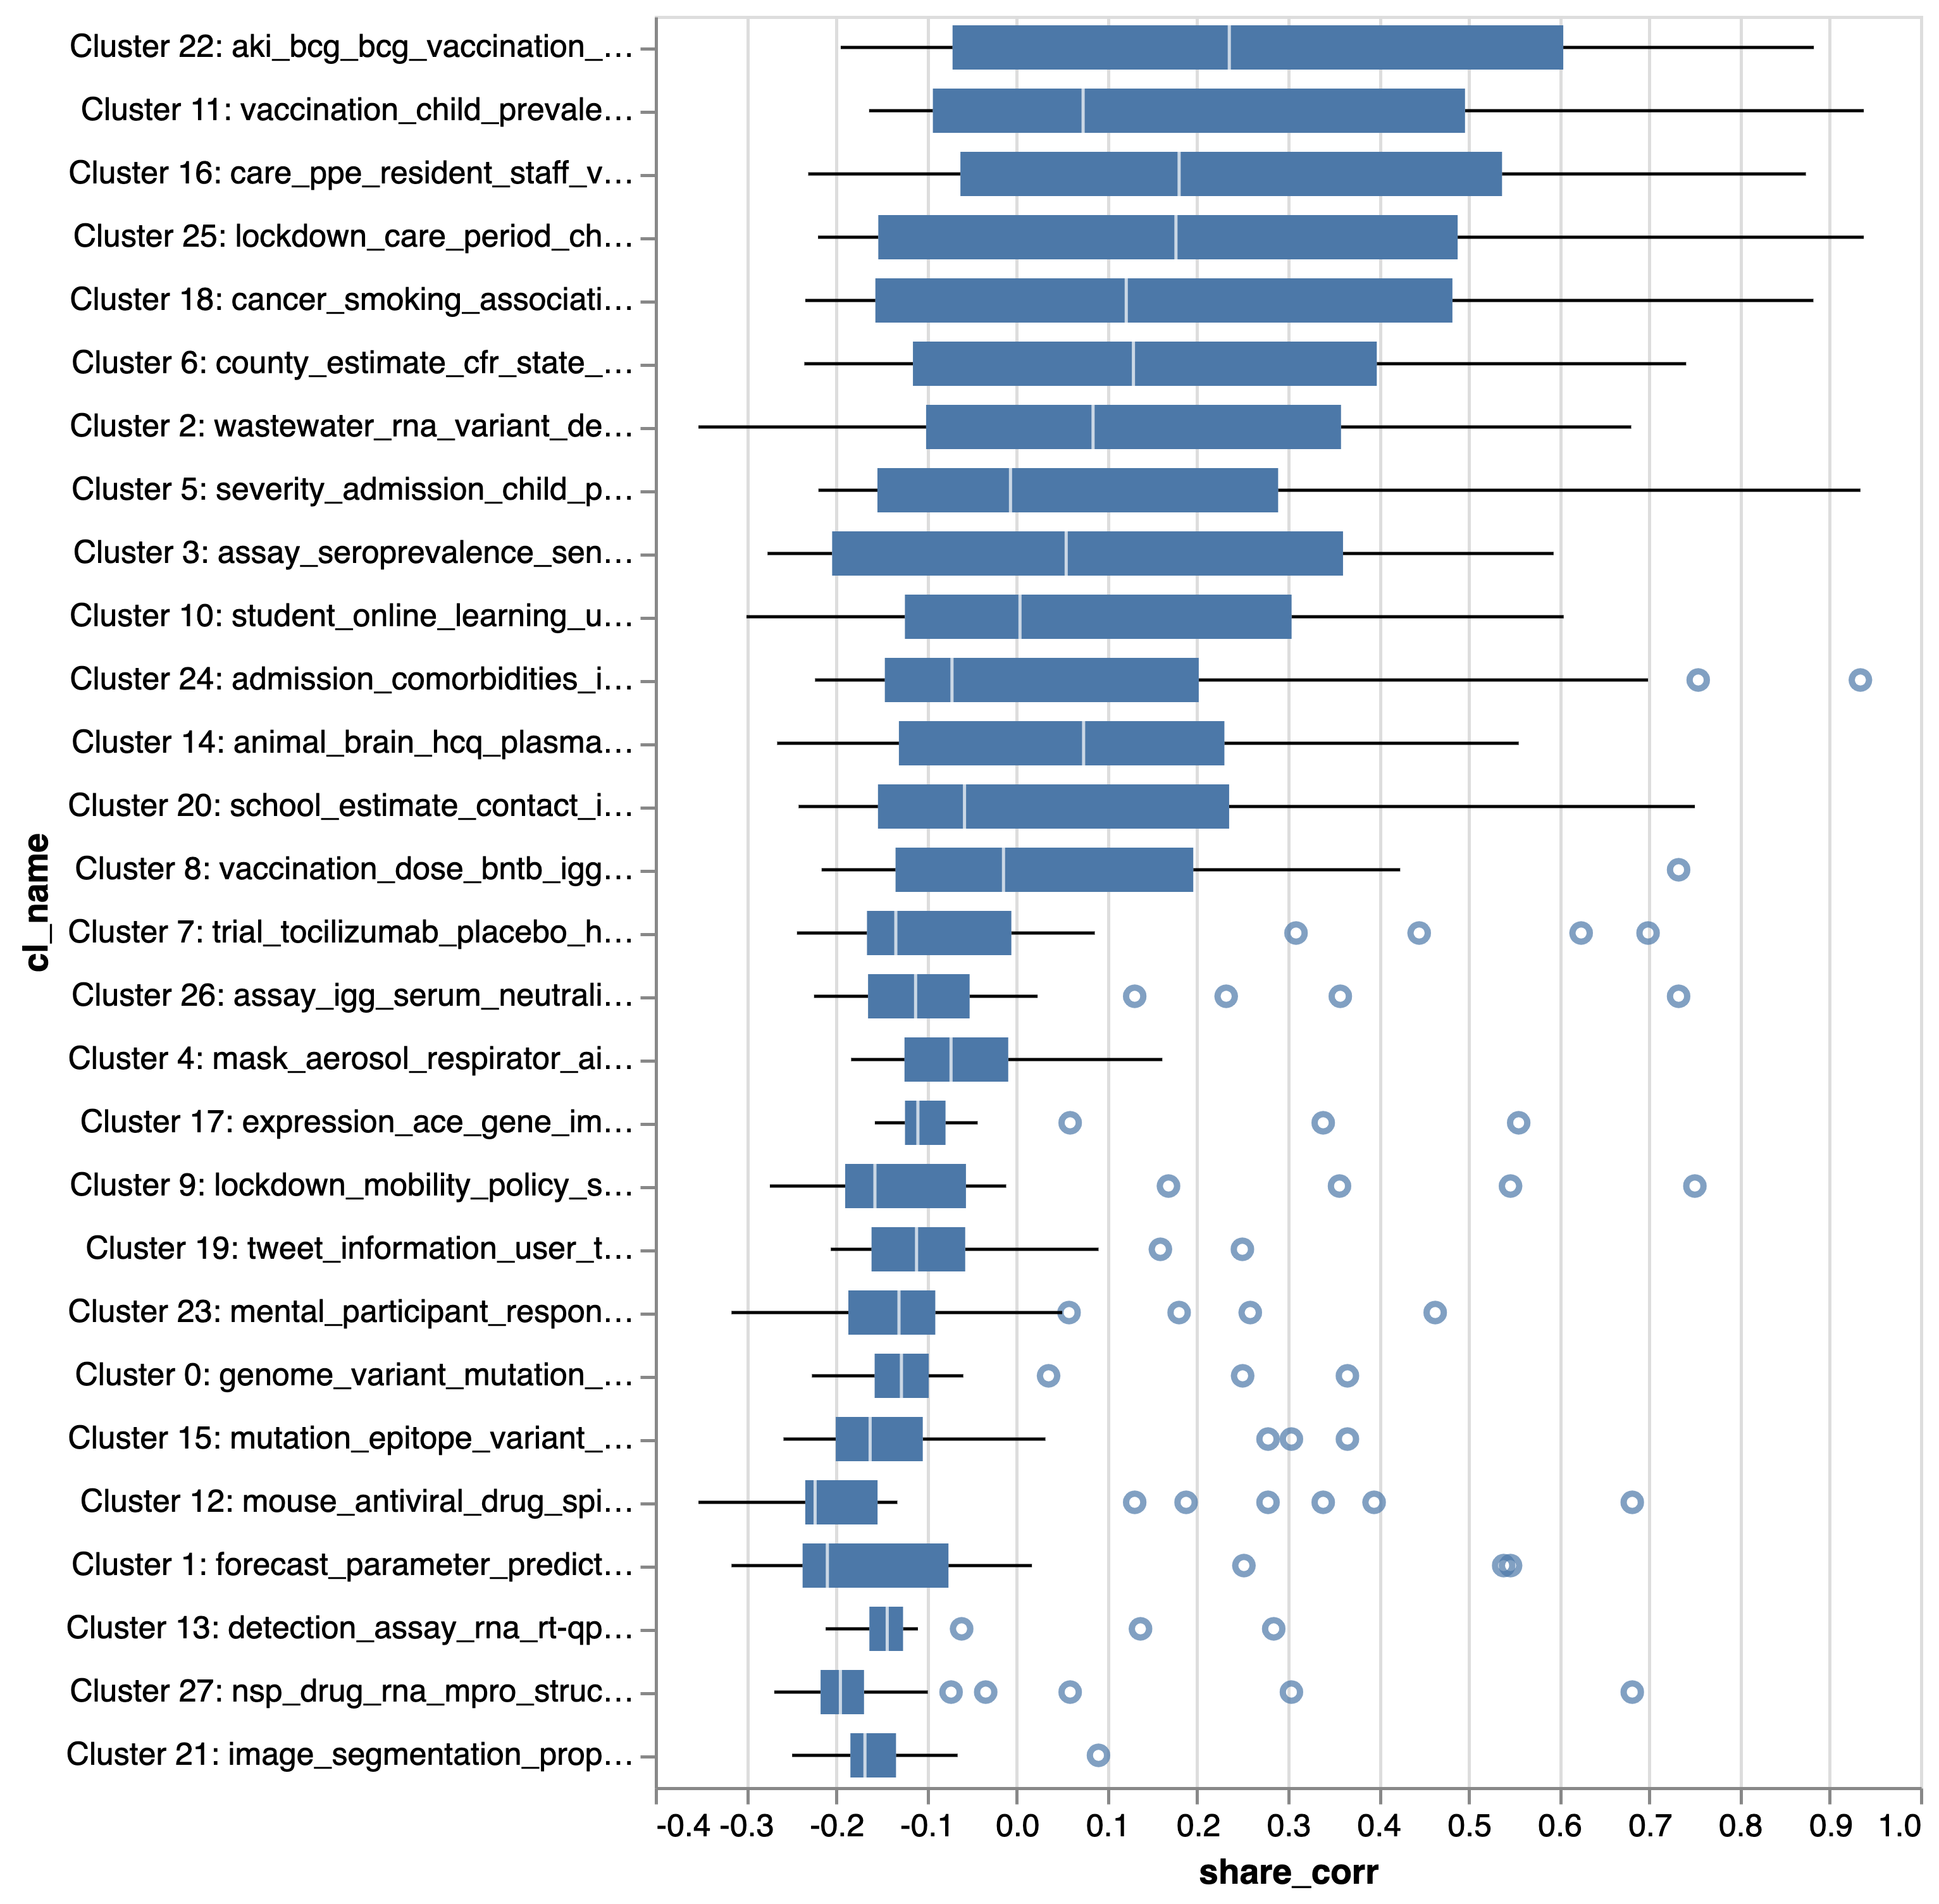 Cluster 22: aki_bcg_bcg_vaccination_…
Cluster 11: vaccination_child_prevale…
Cluster 16: care_ppe_resident_staff_v…
Cluster 25: lockdown_care_period_ch…
Cluster 18: cancer_smoking_associati…
Cluster 6: county_estimate_cfr_state_…
Cluster 2: wastewater_rna_variant_de…
Cluster 5: severity_admission_child_p…
Cluster 3: assay_seroprevalence_sen…
Cluster 10: student_online_learning_u…
Cluster 24: admission_comorbidities_i…
Cluster 14: animal_brain_hcq_plasma…
Cluster 20: school_estimate_contact_i…
Cluster 8: vaccination_dose_bntb_igg…
Cluster 7: trial_tocilizumab_placebo_h…
Cluster 26: assay_igg_serum_neutrali…
Cluster 4: mask_aerosol_respirator_ai…
Cluster 17: expression_ace_gene_im…
Cluster 9: lockdown_mobility_policy_s…
Cluster 19: tweet_information_user_t…
Cluster 23: mental_participant_respon…
Cluster 0: genome_variant_mutation_…
Cluster 15: mutation_epitope_variant_…
Cluster 12: mouse_antiviral_drug_spi…
Cluster 1: forecast_parameter_predict…
Cluster 13: detection_assay_rna_rt-qp…
Cluster 27: nsp_drug_rna_mpro_struc…
Cluster 21: image_segmentation_prop…
cl_name
-0.4 -0.3 -0.2 -0.1 0.0 0.1 0.2 0.3 0.4 0.5 0.6 0.7 0.8 0.9 1.0
share_corr